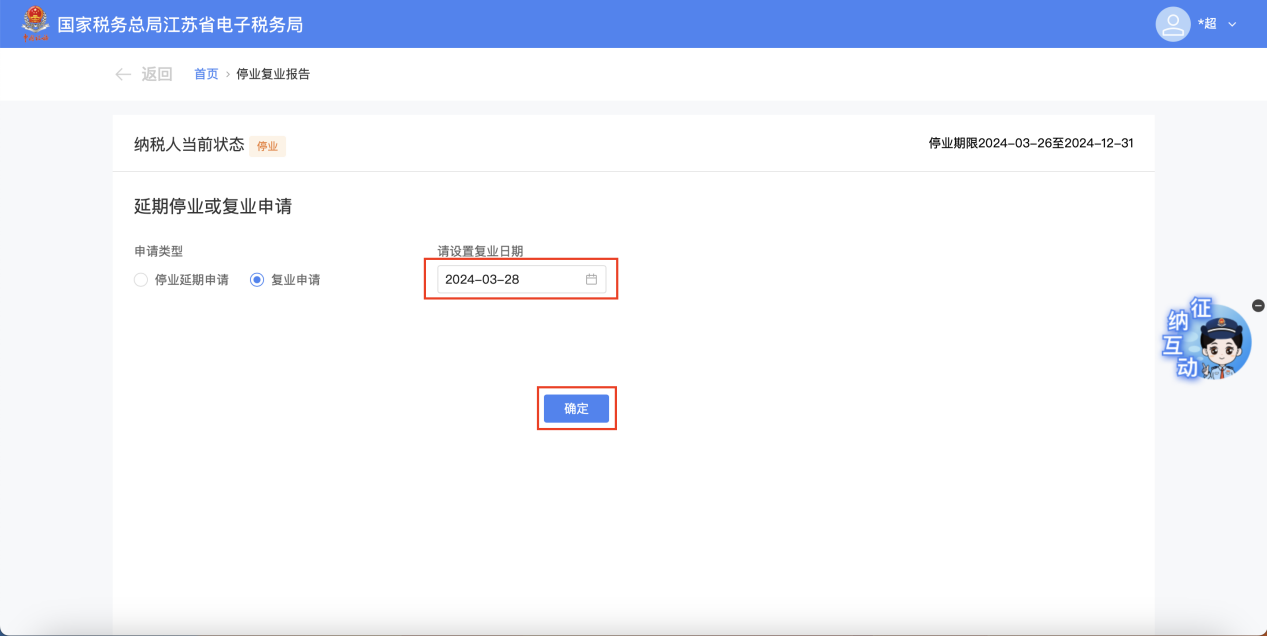 国家税务总局江苏省电子税务局
*超
返回 首页 › 停业复业报告
纳税人当前状态 停业
停业期限2024-03-26至2024-12-31
延期停业或复业申请
申请类型
请设置复业日期
停业延期申请 复业申请
2024-03-28
征纳互动
确定